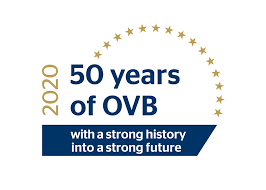 2020
50 years
of OVB
with a strong history
into a strong future